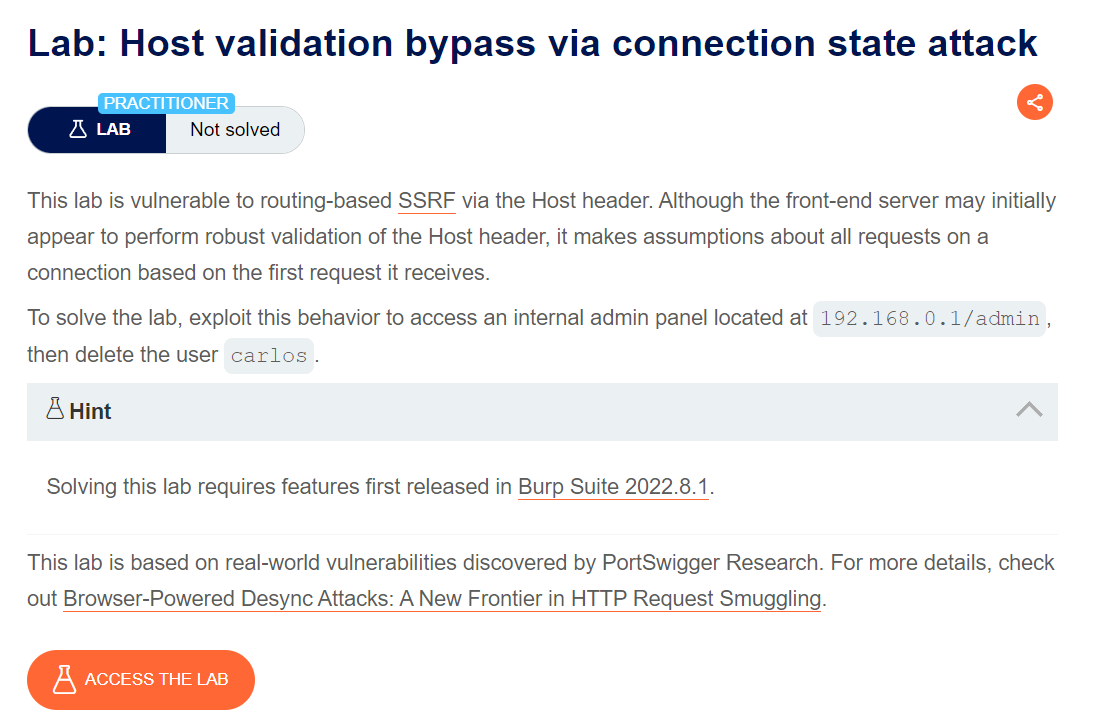 Lab: Host validation bypass via connection state attack
PRACTITIONER
LAB
Not solved
This lab is vulnerable to routing-based SSRF via the Host header. Although the front-end server may initially
appear to perform robust validation of the Host header, it makes assumptions about all requests on a
connection based on the first request it receives.
To solve the lab, exploit this behavior to access an internal admin panel located at 192.168.0.1/admin,
then delete the user carlos.
Hint
Solving this lab requires features first released in Burp Suite 2022.8.1.
This lab is based on real-world vulnerabilities discovered by PortSwigger Research. For more details, check
out Browser-Powered Desync Attacks: A New Frontier in HTTP Request Smuggling.
ACCESS THE LAB